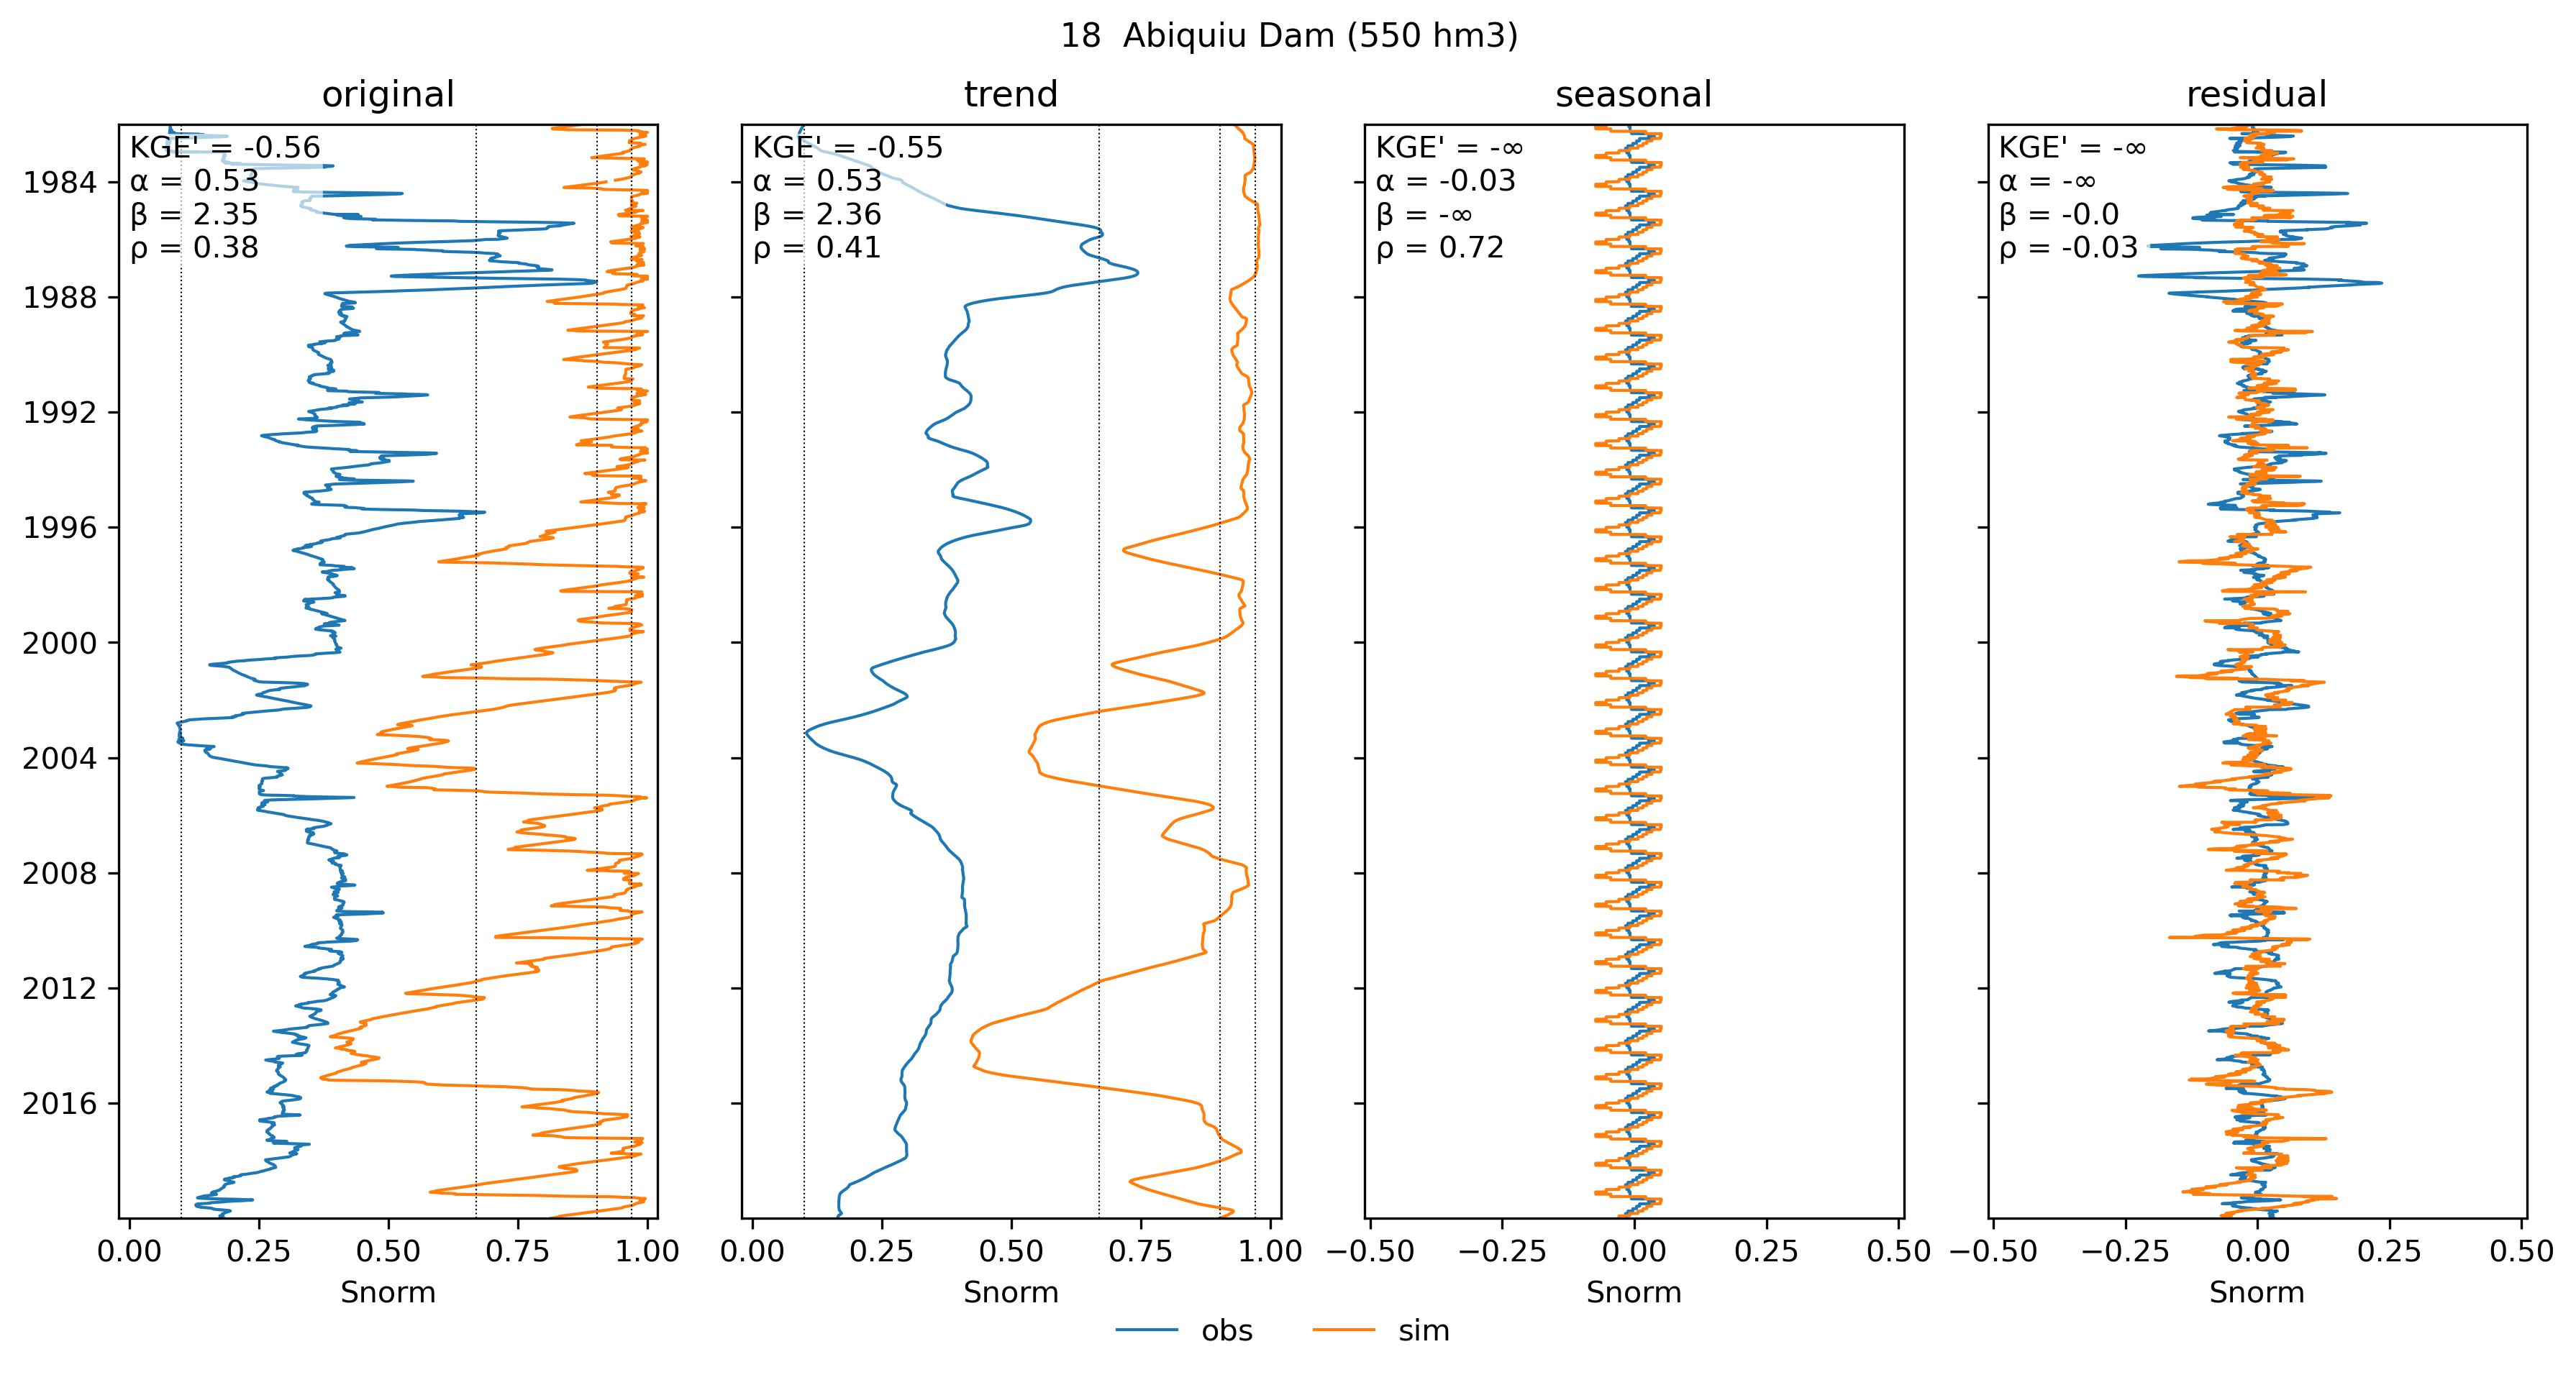 18  Abiquiu Dam (550 hm3)
original
trend
seasonal
residual
KGE' = -0.56
α = 0.53
β = 2.35
ρ = 0.38
KGE' = -0.55
α = 0.53
β = 2.36
ρ = 0.41
KGE' = -∞
α = -0.03
β = -∞
ρ = 0.72
KGE' = -∞
α = -∞
β = -0.0
ρ = -0.03
1984
1988
1992
1996
2000
2004
2008
2012
2016
0.00 0.25 0.50 0.75 1.00
0.00 0.25 0.50 0.75 1.00
−0.50 −0.25 0.00 0.25 0.50
−0.50 −0.25 0.00 0.25 0.50
Snorm
Snorm
Snorm
Snorm
obs
sim